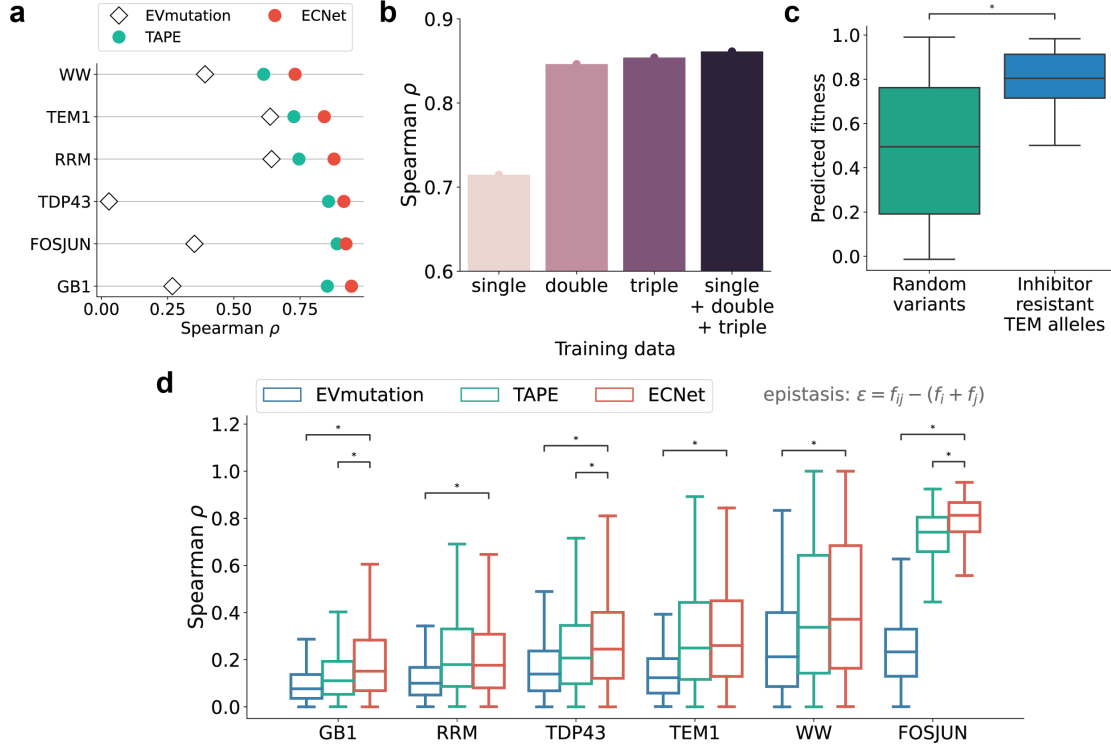 a
EVmutation
ECNet
TAPE
WW
TEM1
RRM
TDP43
FOSJUN
GB1
0.00
0.25
0.50
0.75
Spearman ρ
b
0.9
0.8
0.7
0.6
Spearman ρ
single
double
triple
single
+ double
+ triple
Training data
c
*
1.0
0.8
0.6
0.4
0.2
0.0
Predicted fitness
Random
variants
Inhibitor
resistant
TEM alleles
d
EVmutation
TAPE
ECNet
epistasis: ε = f_{ij} − (f_i + f_j)
1.2
1.0
0.8
0.6
0.4
0.2
0.0
Spearman ρ
*
*
*
*
*
*
*
*
*
GB1
RRM
TDP43
TEM1
WW
FOSJUN